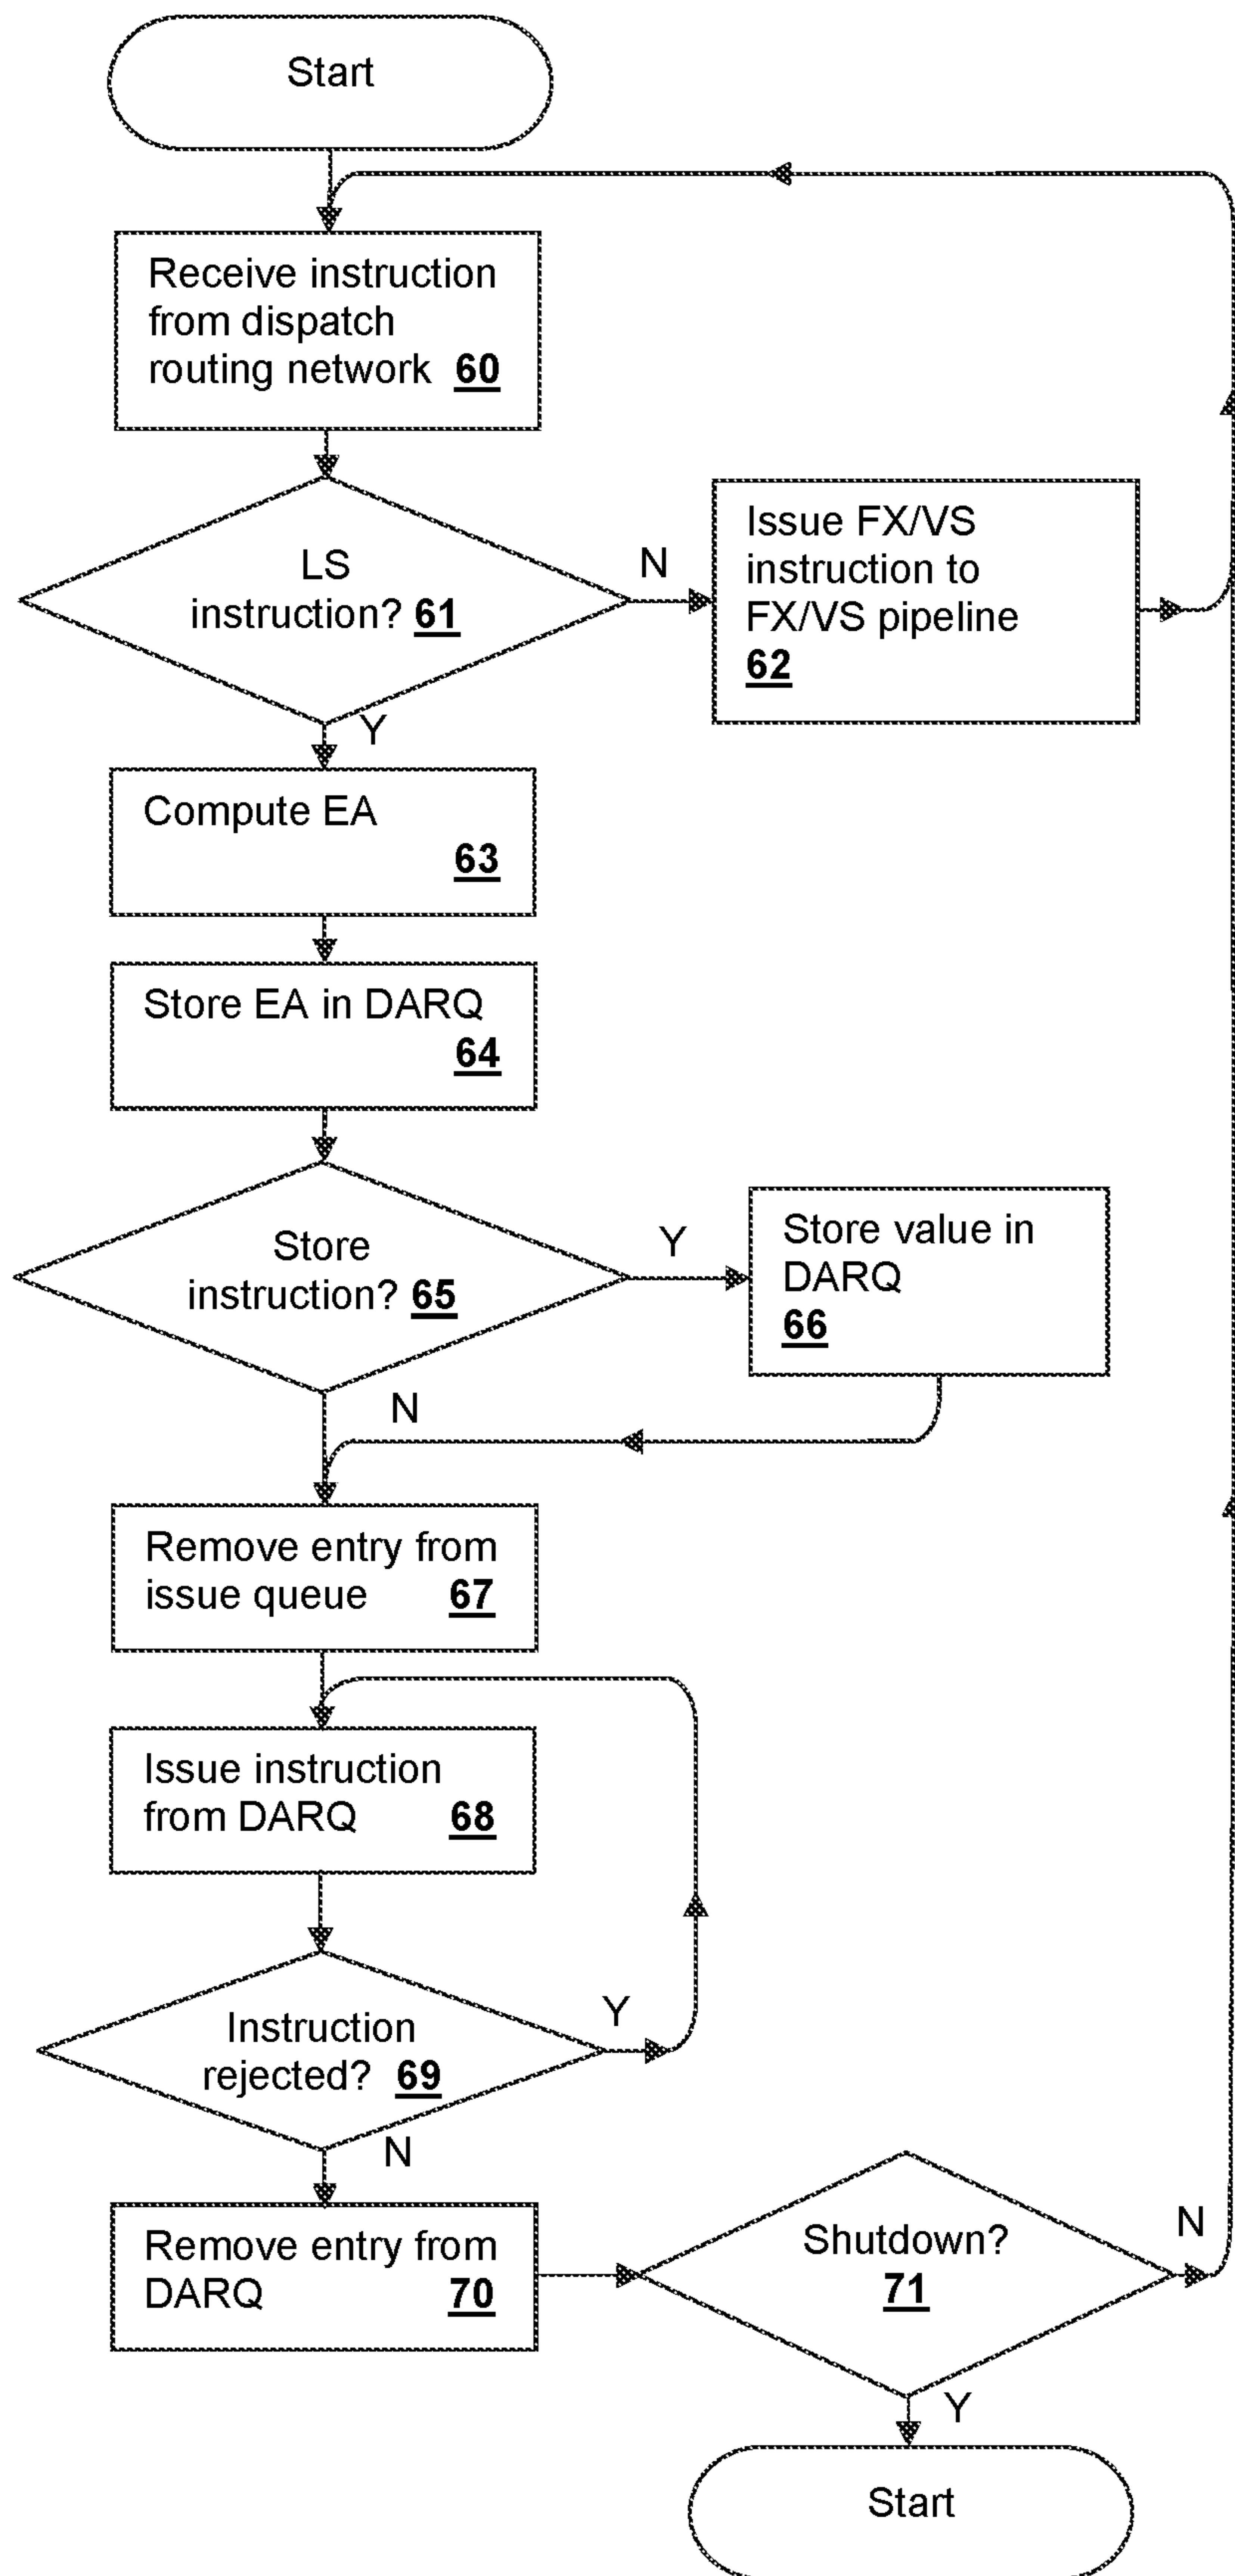 Start
Receive instruction
from dispatch
routing network 60
LS
instruction? 61
N
Issue FX/VS
instruction to
FX/VS pipeline
62
Y
Compute EA
63
Store EA in DARQ
64
Store
instruction? 65
Y
Store value in
DARQ
66
N
Remove entry from
issue queue 67
Issue instruction
from DARQ 68
Instruction
rejected? 69
Y
N
Remove entry from
DARQ 70
Shutdown?
71
N
Y
Start